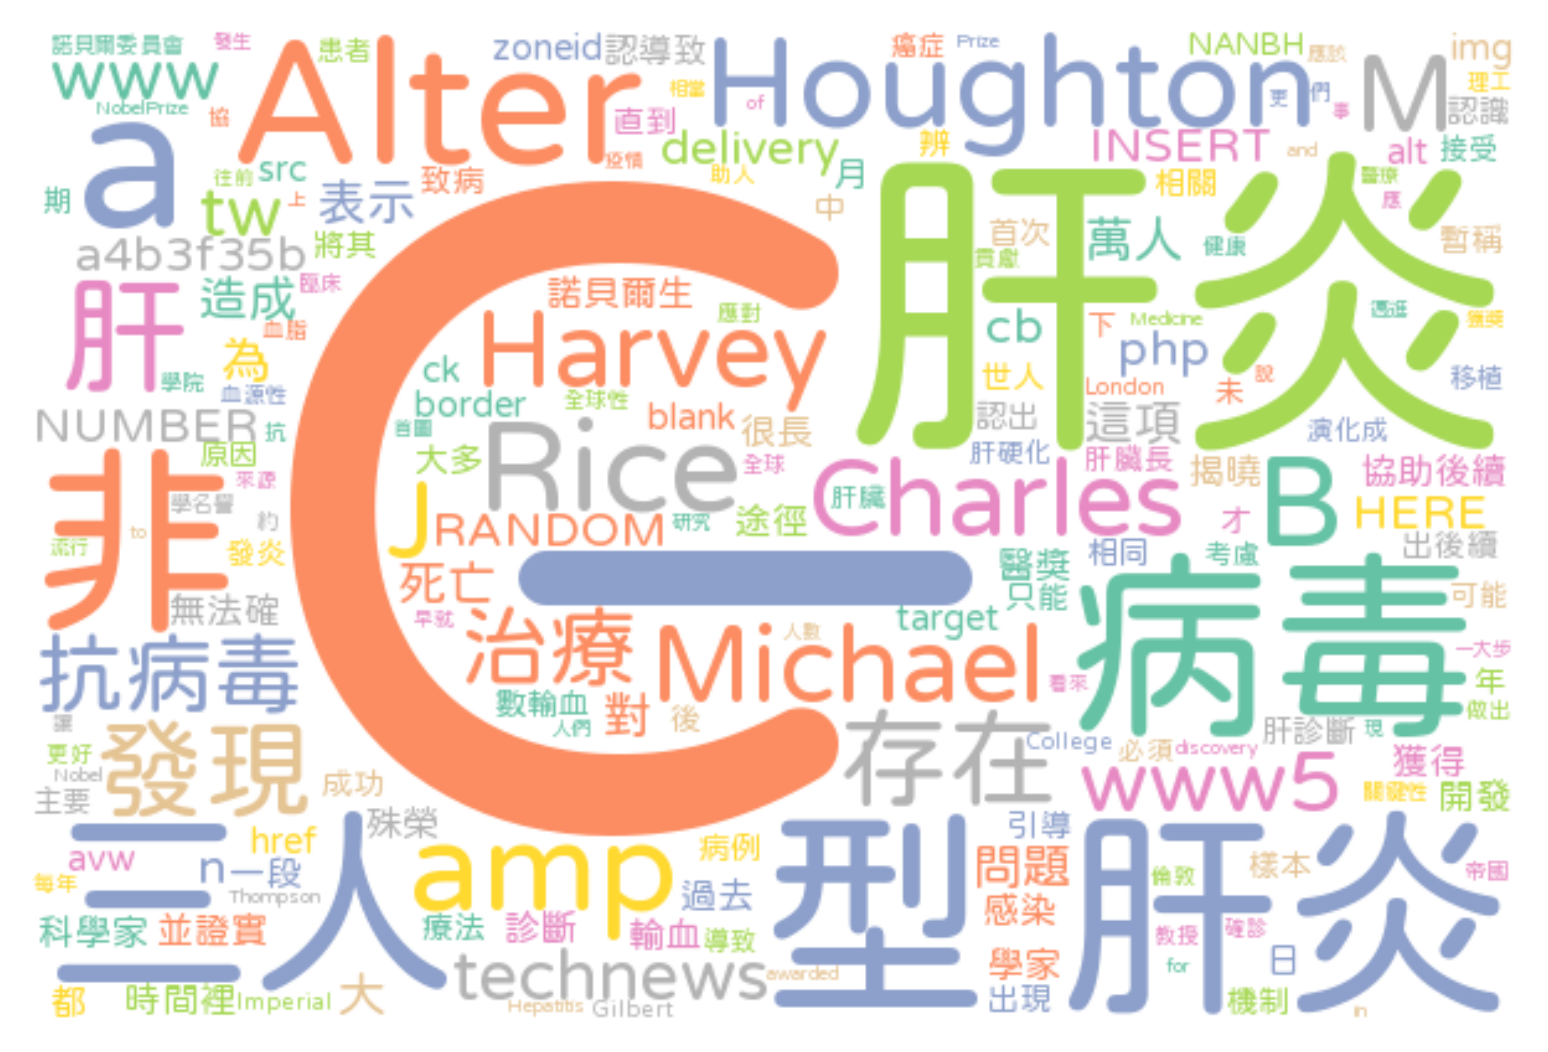 諾貝爾委員會 發生 患者 zoneid 認導致 癌症 Prize NANBH 應該 img
www Alter 相當 Houghton M 理工
NobelPrize 協 of 直到 更 們 事 認識
a src 往前 疫情 delivery 辨 INSERT and alt 接受
期 tw 上 表示 致病 助人 月 肝炎 相關 醫療 應
a4b3f35b 將其 中 首次 萬人 健康 暫稱
貢獻
肝 造成 臨床 C 諾貝爾生 應對 cb 下 Medicine 獲獎
血脂 Harvey php
為 學院 血源性 ck 全球性 世人 London 未 說 移植
NUMBER 抗 border blank 很長 認出 這項 演化成
首圖 Rice
原因 來源 大多 全球 肝硬化 肝臟長 揭曉 B 協助後續
非 學名譽 約 J RANDOM 研究 途徑 Charles 肝臟 才 HERE
to
流行 發炎 死亡 一 醫獎 相同 考慮 出後續
無法確 早就 只能 病毒 可能
抗病毒 治療 Michael 人數 target 一大步
看來 年
數輸血 對 後 做出
人們
更好 發現 存在 College 必須 discovery 肝診斷 現
Nobel 成功 www5 獲得
主要 關鍵性 開發
三人 殊榮 引導
avw href amp 病例 型 問題 肝炎 樣本 帝國
每年 n 一段 過去 倫敦
Thompson 感染
科學家 並證實 療法 診斷 輸血 導致 教授 確診
technews awarded 學家 for 日
都 時間裡 Imperial 大 Hepatitis Gilbert 出現 機制 in